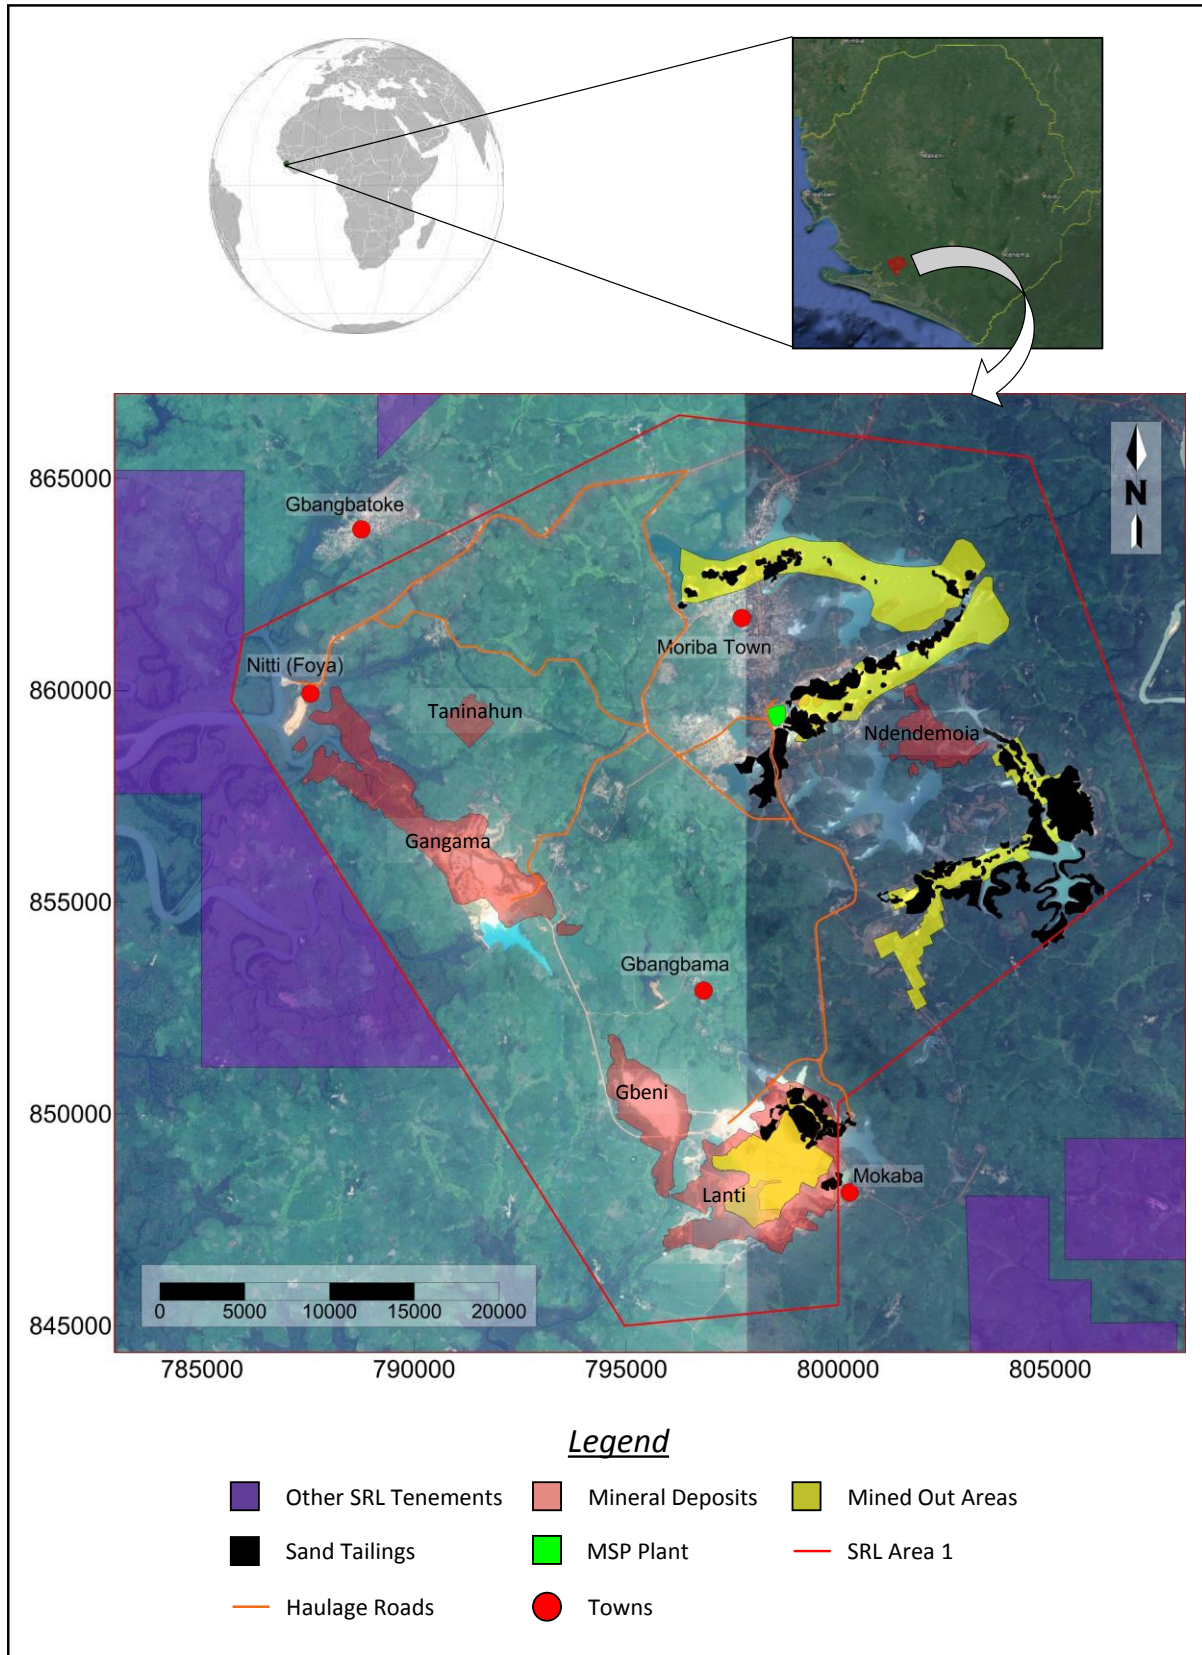 Makeni
Kenema
865000
860000
855000
850000
845000
785000
790000
795000
800000
805000
N
Gbangbatoke
Moriba Town
Nitti (Foya)
Taninahun
Ndendemoia
Gangama
Gbangbama
Gbeni
Lanti
Mokaba
0 5000 10000 15000 20000
Legend
Other SRL Tenements
Mineral Deposits
Mined Out Areas
Sand Tailings
MSP Plant
SRL Area 1
Haulage Roads
Towns